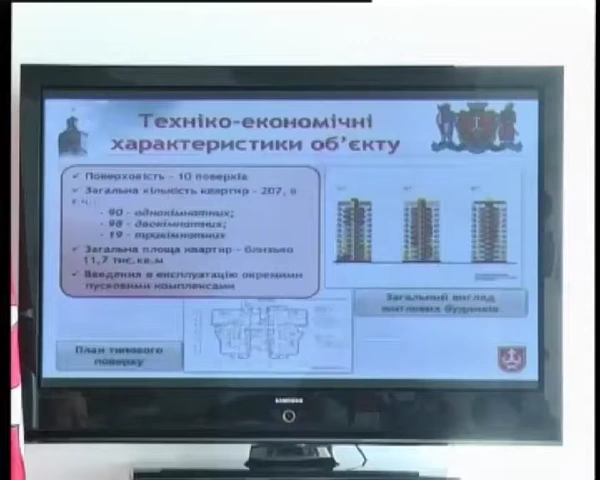 Техніко-економічні
характеристики об'єкту
✓ Поверховість - 10 поверхів
✓ Загальна кількість квартир - 207, в
т.ч.:
- 90 - однокімнатних;
- 98 - двокімнатних;
- 19 - трикімнатних
✓ Загальна площа квартир - близько
11,7 тис.кв.м
✓ Введення в експлуатацію окремими
пусковими комплексами
Загальний вигляд
житлових будинків
План типового
поверху
SAMSUNG